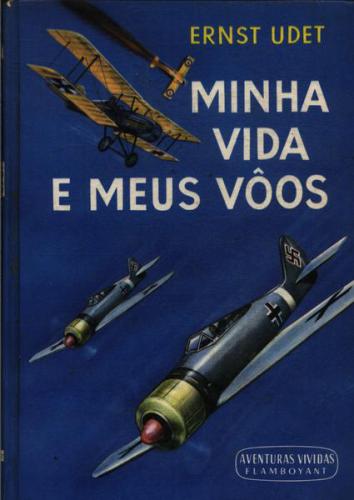 ERNST UDET
MINHA
VIDA
E MEUS VÔOS
AVENTURAS VIVIDAS
FLAMBOYANT